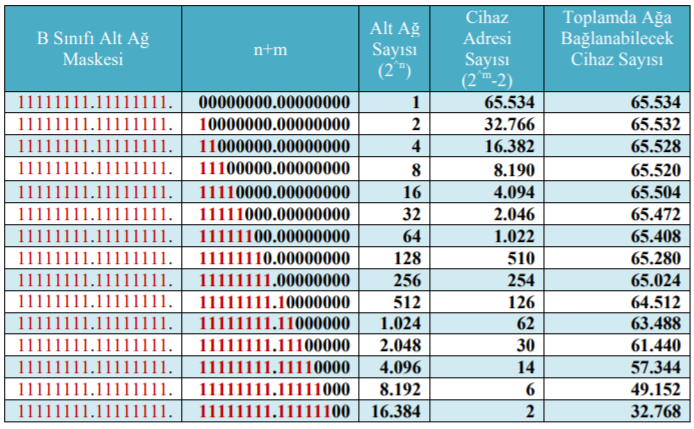 B Sınıfı Alt Ağ Maskesi | n+m | Alt Ağ Sayısı (2^n) | Cihaz Adresi Sayısı (2^m-2) | Toplamda Ağa Bağlanabilecek Cihaz Sayısı
11111111.11111111. | 00000000.00000000 | 1 | 65.534 | 65.534
11111111.11111111. | 10000000.00000000 | 2 | 32.766 | 65.532
11111111.11111111. | 11000000.00000000 | 4 | 16.382 | 65.528
11111111.11111111. | 11100000.00000000 | 8 | 8.190 | 65.520
11111111.11111111. | 11110000.00000000 | 16 | 4.094 | 65.504
11111111.11111111. | 11111000.00000000 | 32 | 2.046 | 65.472
11111111.11111111. | 11111100.00000000 | 64 | 1.022 | 65.408
11111111.11111111. | 11111110.00000000 | 128 | 510 | 65.280
11111111.11111111. | 11111111.00000000 | 256 | 254 | 65.024
11111111.11111111. | 11111111.10000000 | 512 | 126 | 64.512
11111111.11111111. | 11111111.11000000 | 1.024 | 62 | 63.488
11111111.11111111. | 11111111.11100000 | 2.048 | 30 | 61.440
11111111.11111111. | 11111111.11110000 | 4.096 | 14 | 57.344
11111111.11111111. | 11111111.11111000 | 8.192 | 6 | 49.152
11111111.11111111. | 11111111.11111100 | 16.384 | 2 | 32.768